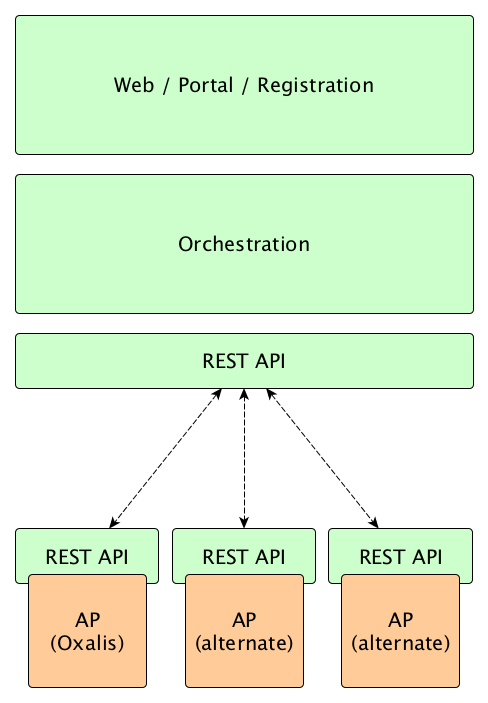 Web / Portal / Registration
Orchestration
REST API
REST API
REST API
REST API
AP
(Oxalis)
AP
(alternate)
AP
(alternate)